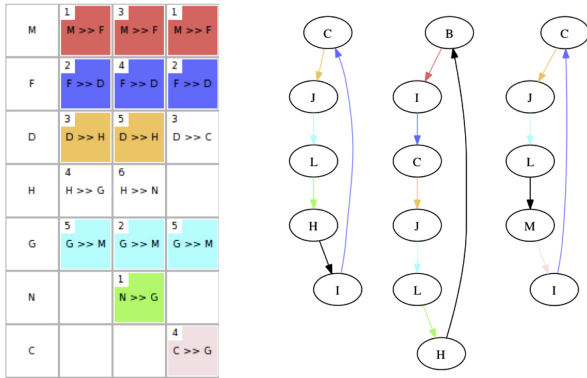 M 1 M >> F 3 M >> F 1 M >> F
F 2 F >> D 4 F >> D 2 F >> D
D 3 D >> H 5 D >> H 3 D >> C
H 4 H >> G 6 H >> N
G 5 G >> M 2 G >> M 5 G >> M
N 1 N >> G
C 4 C >> G
C
J
L
H
I
B
I
C
J
L
H
C
J
L
M
I